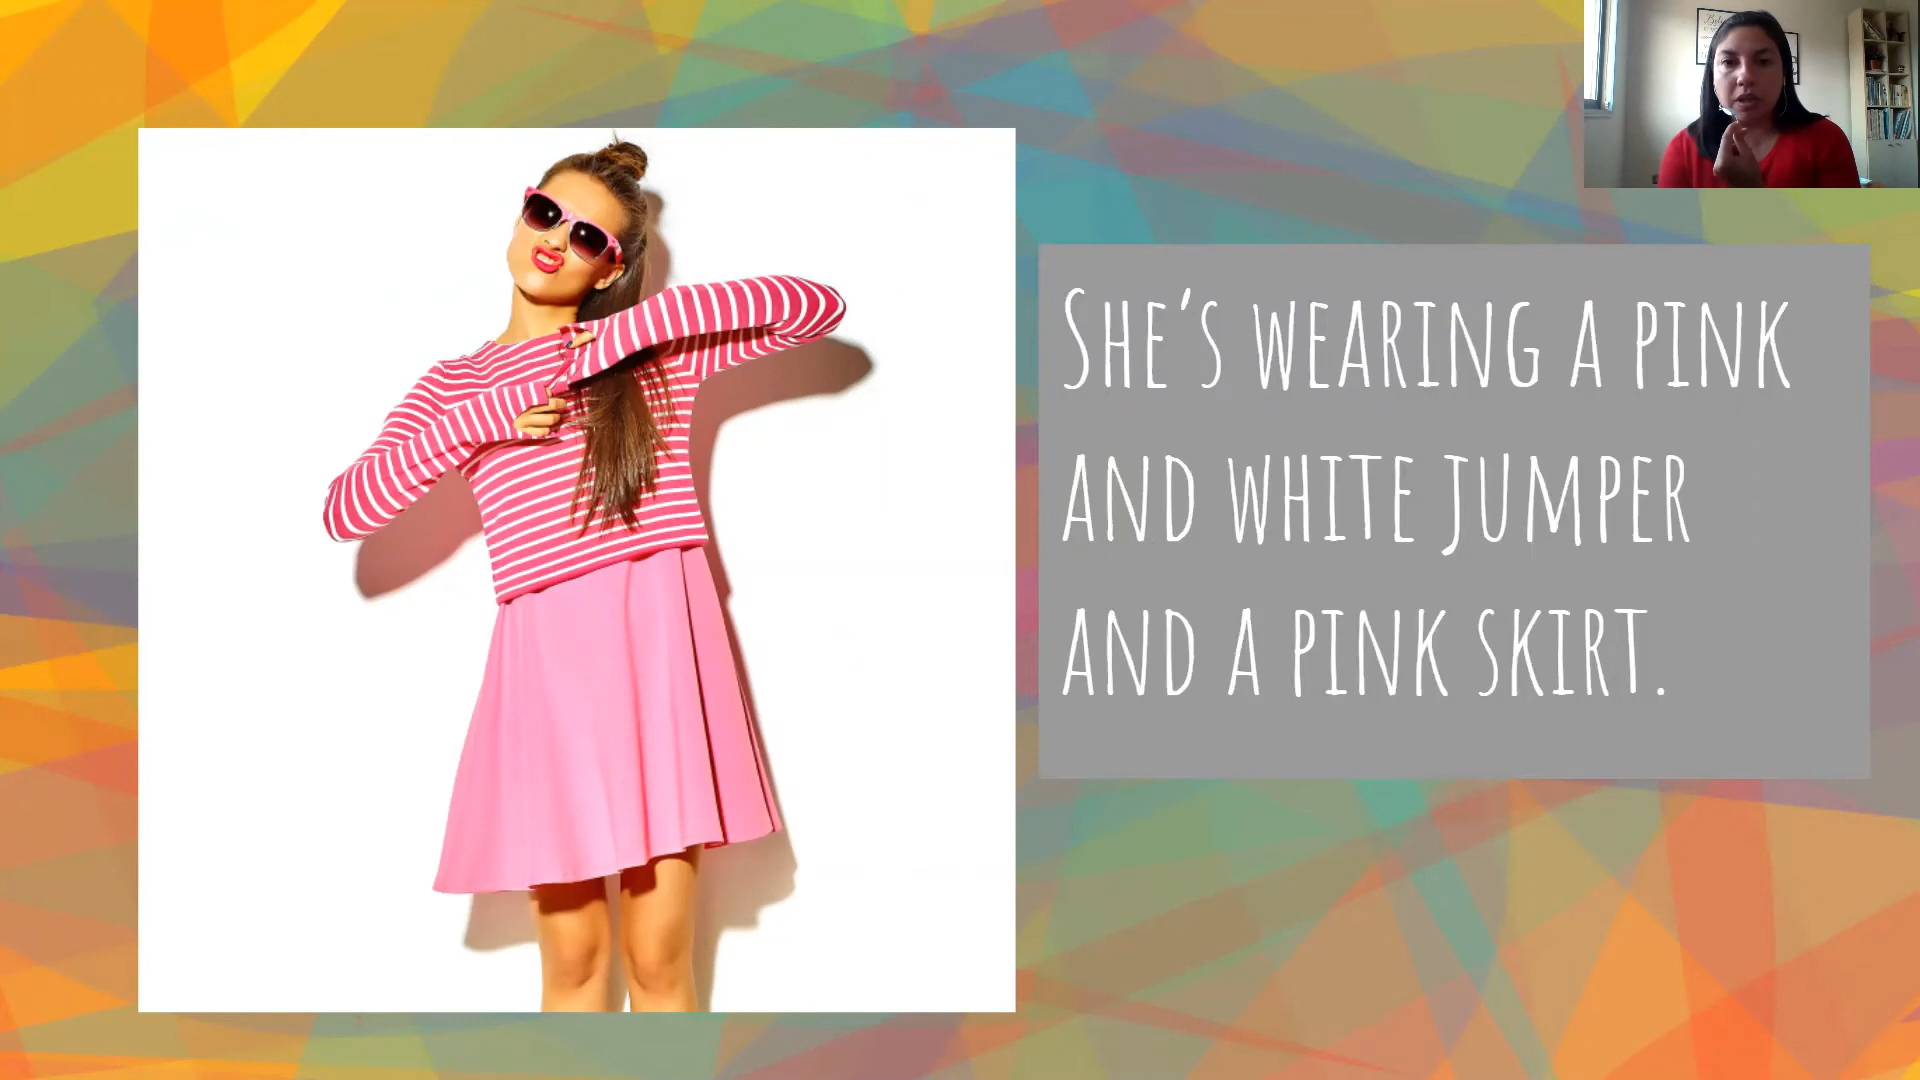 SHE'S WEARING A PINK
AND WHITE JUMPER
AND A PINK SKIRT.